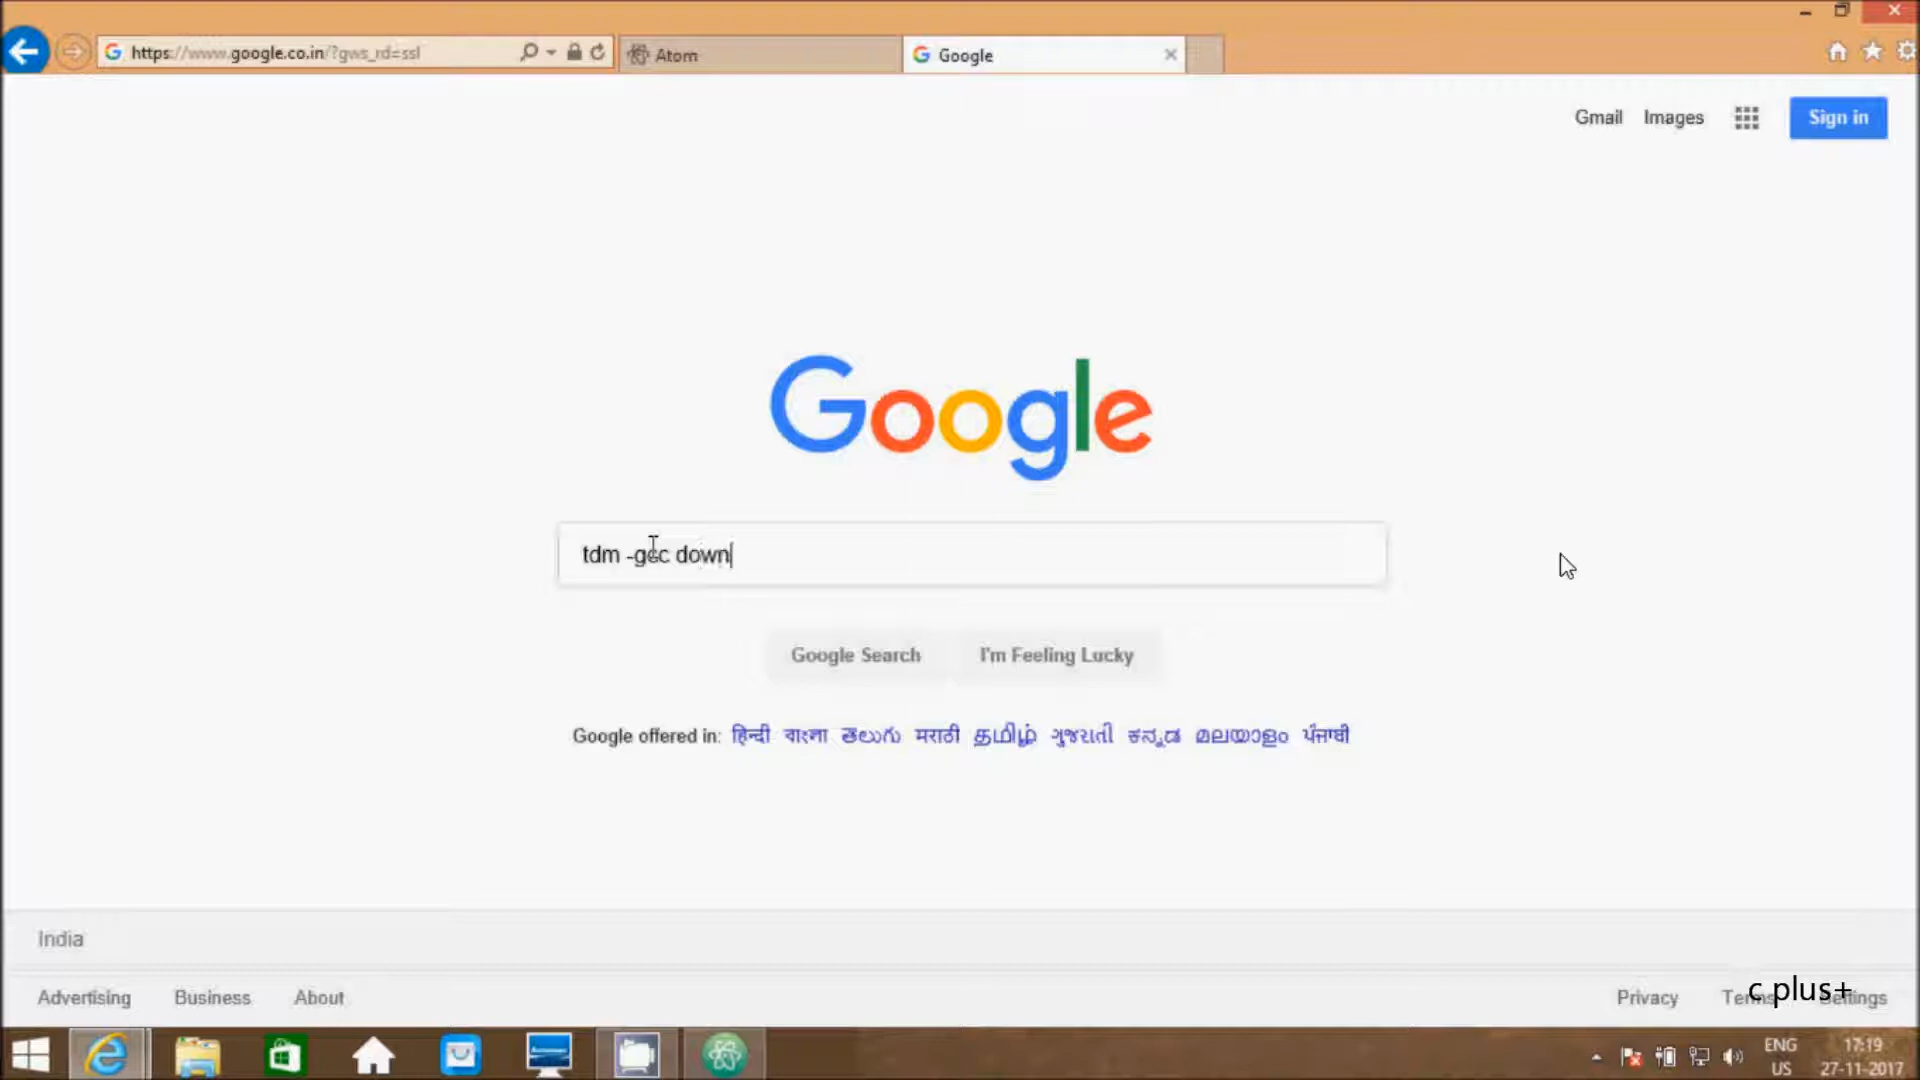 https://www.google.co.in/?gws_rd=ssl
Atom
Google
Gmail Images
Sign in
Google
tdm -gcc down
Google Search
I'm Feeling Lucky
Google offered in: हिन्दी বাংলা తెలుగు मराठी தமிழ் ગુજરાતી ಕನ್ನಡ മലയാളം ਪੰਜਾਬੀ
India
Advertising Business About
Privacy Terms Settings
c plus+
ENG
US
17:19
27-11-2017